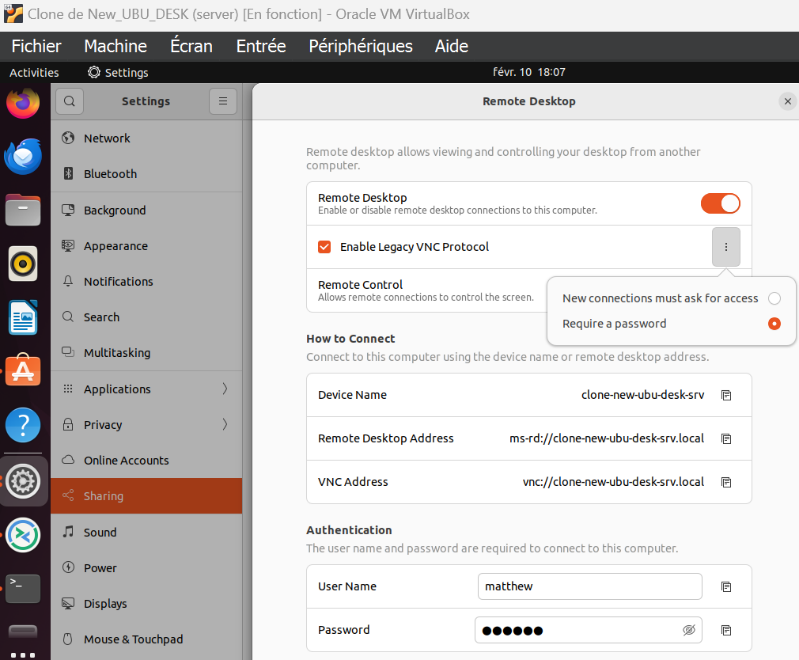 Clone de New_UBU_DESK (server) [En fonction] - Oracle VM VirtualBox
Fichier Machine Écran Entrée Périphériques Aide
Activities Settings févr. 10 18:07
Settings
Network
Bluetooth
Background
Appearance
Notifications
Search
Multitasking
Applications
Privacy
Online Accounts
Sharing
Sound
Power
Displays
Mouse & Touchpad
Remote Desktop
Remote desktop allows viewing and controlling your desktop from another
computer.
Remote Desktop
Enable or disable remote desktop connections to this computer.
Enable Legacy VNC Protocol
New connections must ask for access
Require a password
Remote Control
Allows remote connections to control the screen.
How to Connect
Connect to this computer using the device name or remote desktop address.
Device Name clone-new-ubu-desk-srv
Remote Desktop Address ms-rd://clone-new-ubu-desk-srv.local
VNC Address vnc://clone-new-ubu-desk-srv.local
Authentication
The user name and password are required to connect to this computer.
User Name matthew
Password ●●●●●●